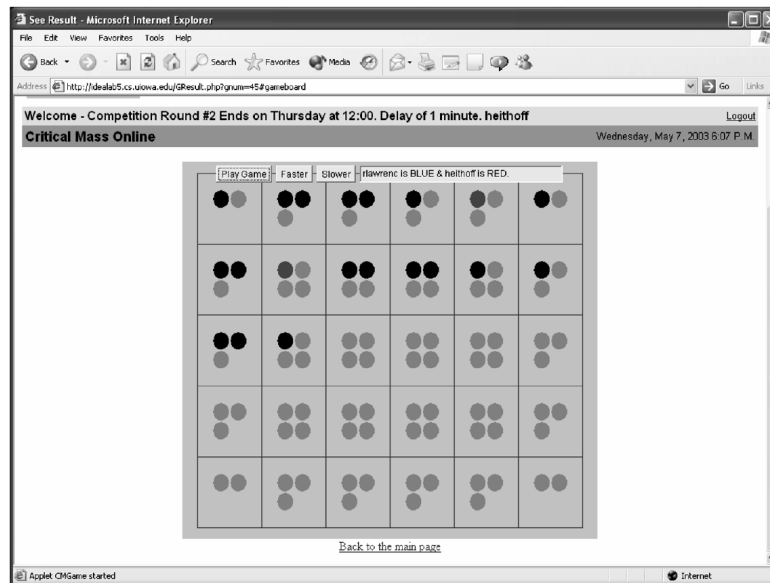 See Result - Microsoft Internet Explorer
File Edit View Favorites Tools Help
Back Search Favorites Media
Address http://idealab5.cs.uiowa.edu/GResult.php?gnum=45#gameboard Go Links
Welcome - Competition Round #2 Ends on Thursday at 12:00. Delay of 1 minute. heithoff Logout
Critical Mass Online Wednesday, May 7, 2003 6:07 P.M.
Play Game Faster Slower rlawrenc is BLUE & heithoff is RED.
Back to the main page
Applet CMGame started Internet